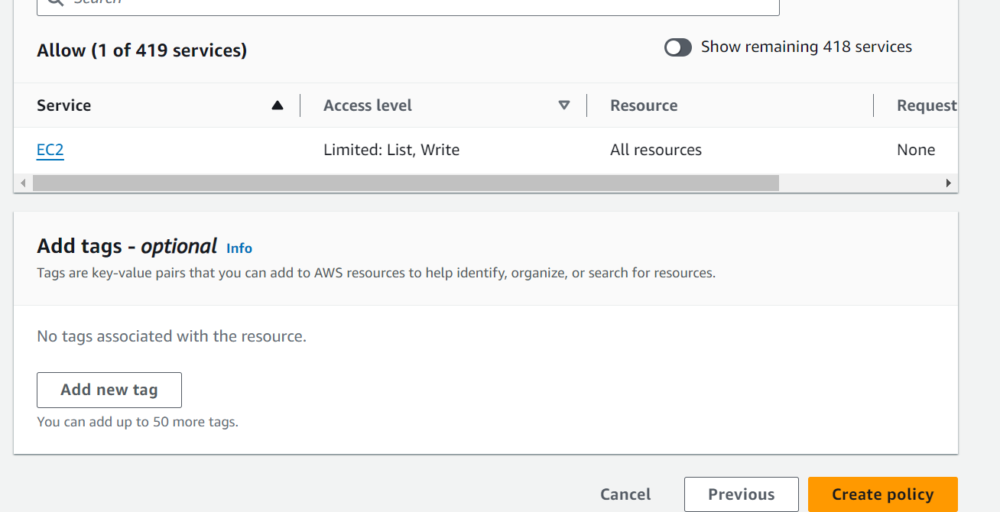 Search
Allow (1 of 419 services)
Show remaining 418 services
Service Access level Resource Request
EC2 Limited: List, Write All resources None
Add tags - optional Info
Tags are key-value pairs that you can add to AWS resources to help identify, organize, or search for resources.
No tags associated with the resource.
Add new tag
You can add up to 50 more tags.
Cancel Previous Create policy